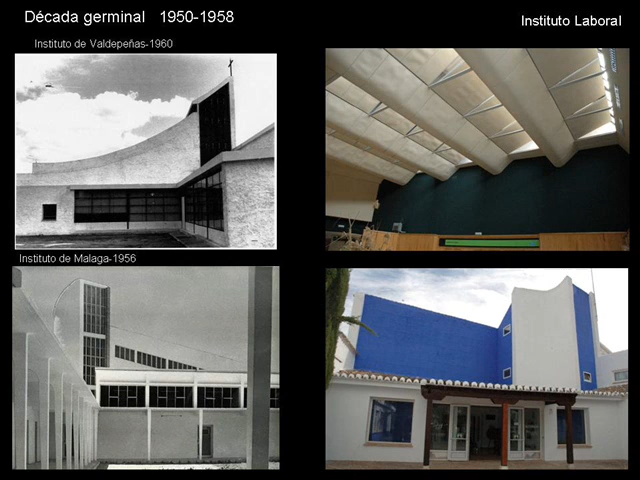 Década germinal 1950-1958
Instituto Laboral
Instituto de Valdepeñas-1960
Instituto de Malaga-1956